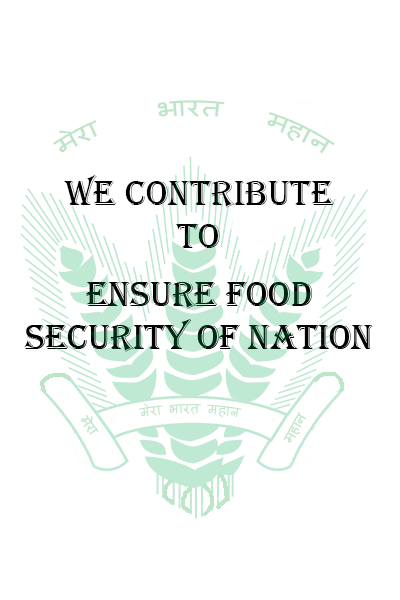 मेरा भारत महान
WE CONTRIBUTE
TO
ENSURE FOOD
SECURITY OF NATION
मेरा मेरा भारत महान महान